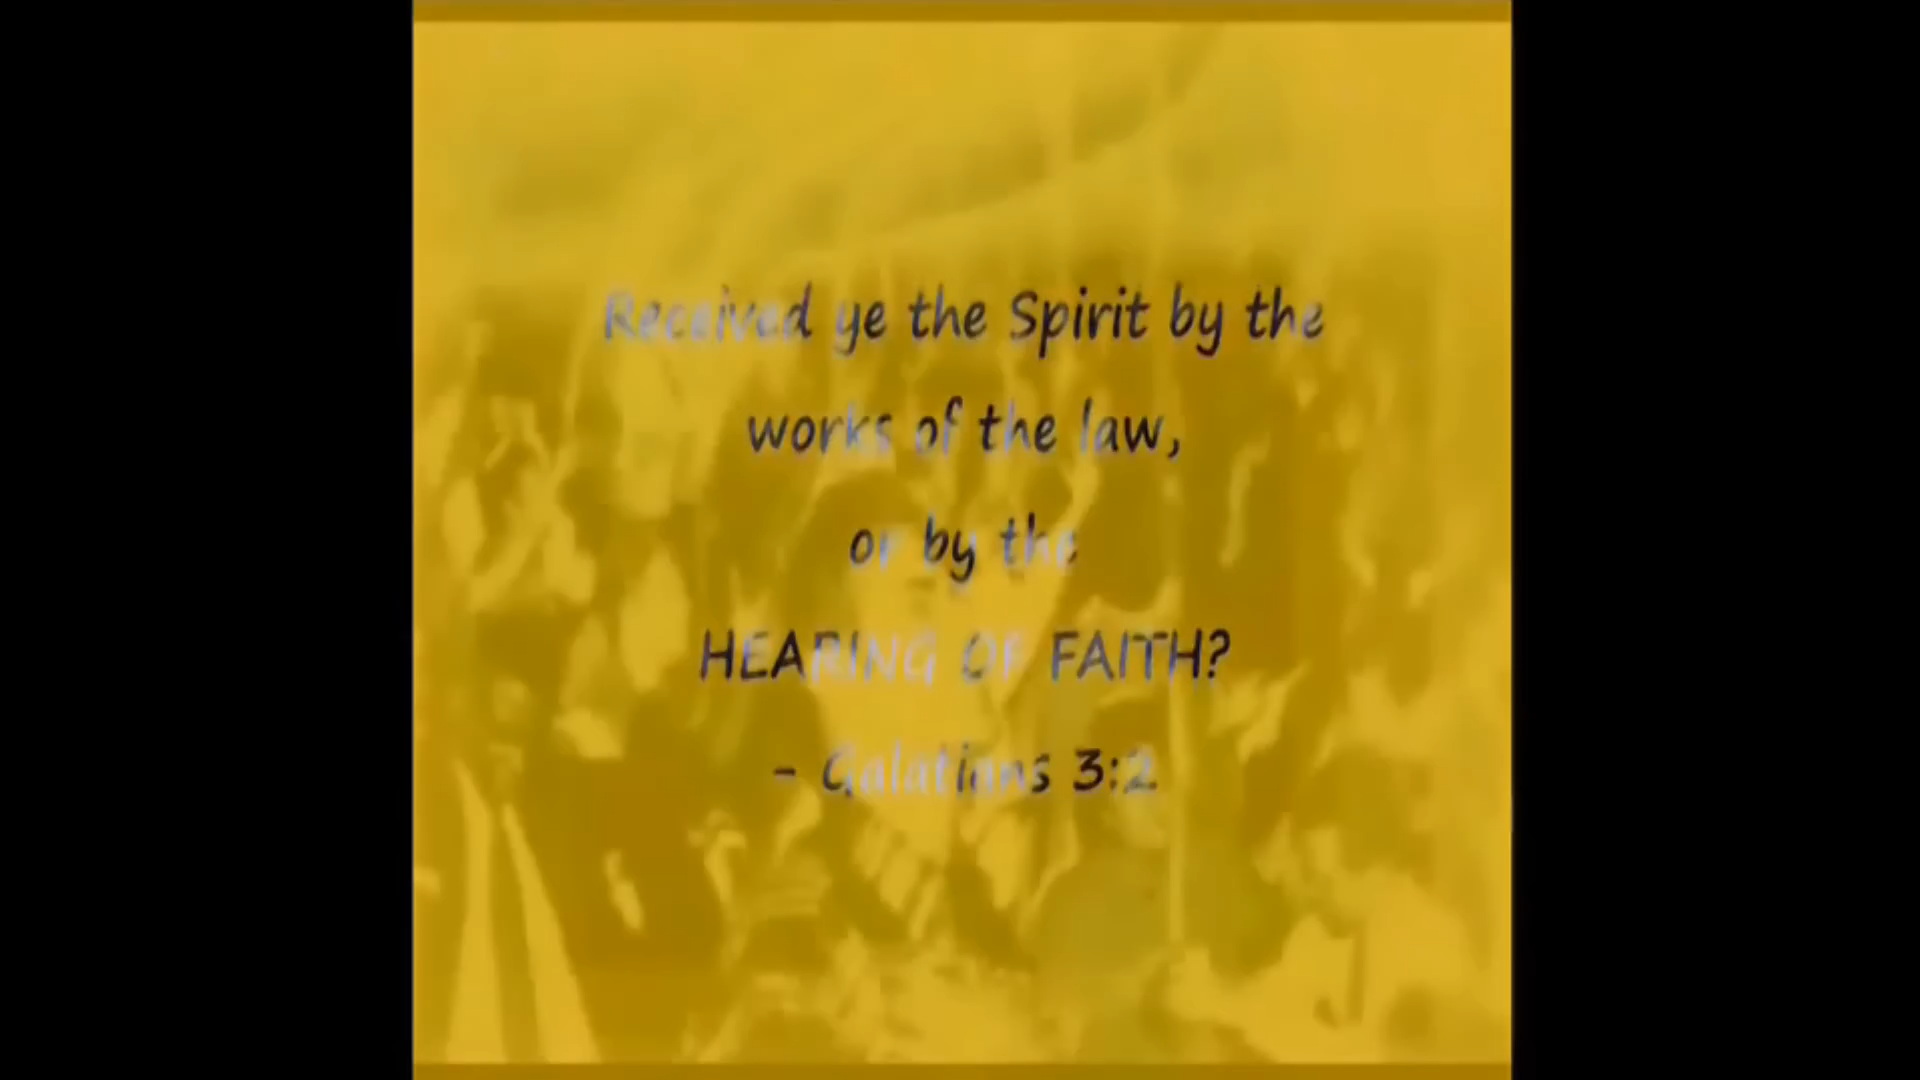 Received ye the Spirit by the
works of the law,
or by the
HEARING OF FAITH?
- Galatians 3:2